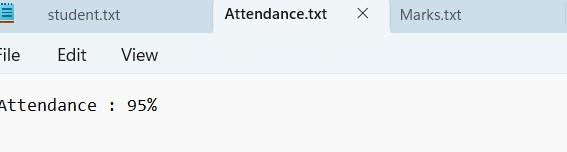 student.txt Attendance.txt Marks.txt
File Edit View
Attendance : 95%